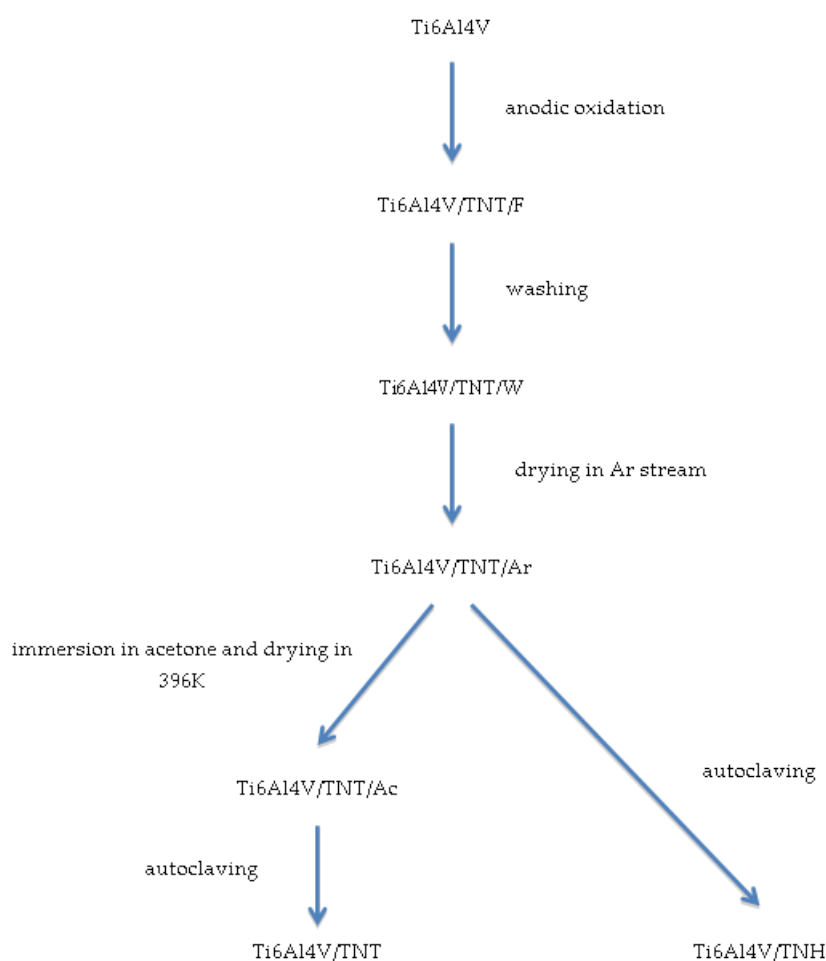 Ti6Al4V
anodic oxidation
Ti6Al4V/TNT/F
washing
Ti6Al4V/TNT/W
drying in Ar stream
Ti6Al4V/TNT/Ar
immersion in acetone and drying in
396K
Ti6Al4V/TNT/Ac
autoclaving
autoclaving
Ti6Al4V/TNT
Ti6Al4V/TNH